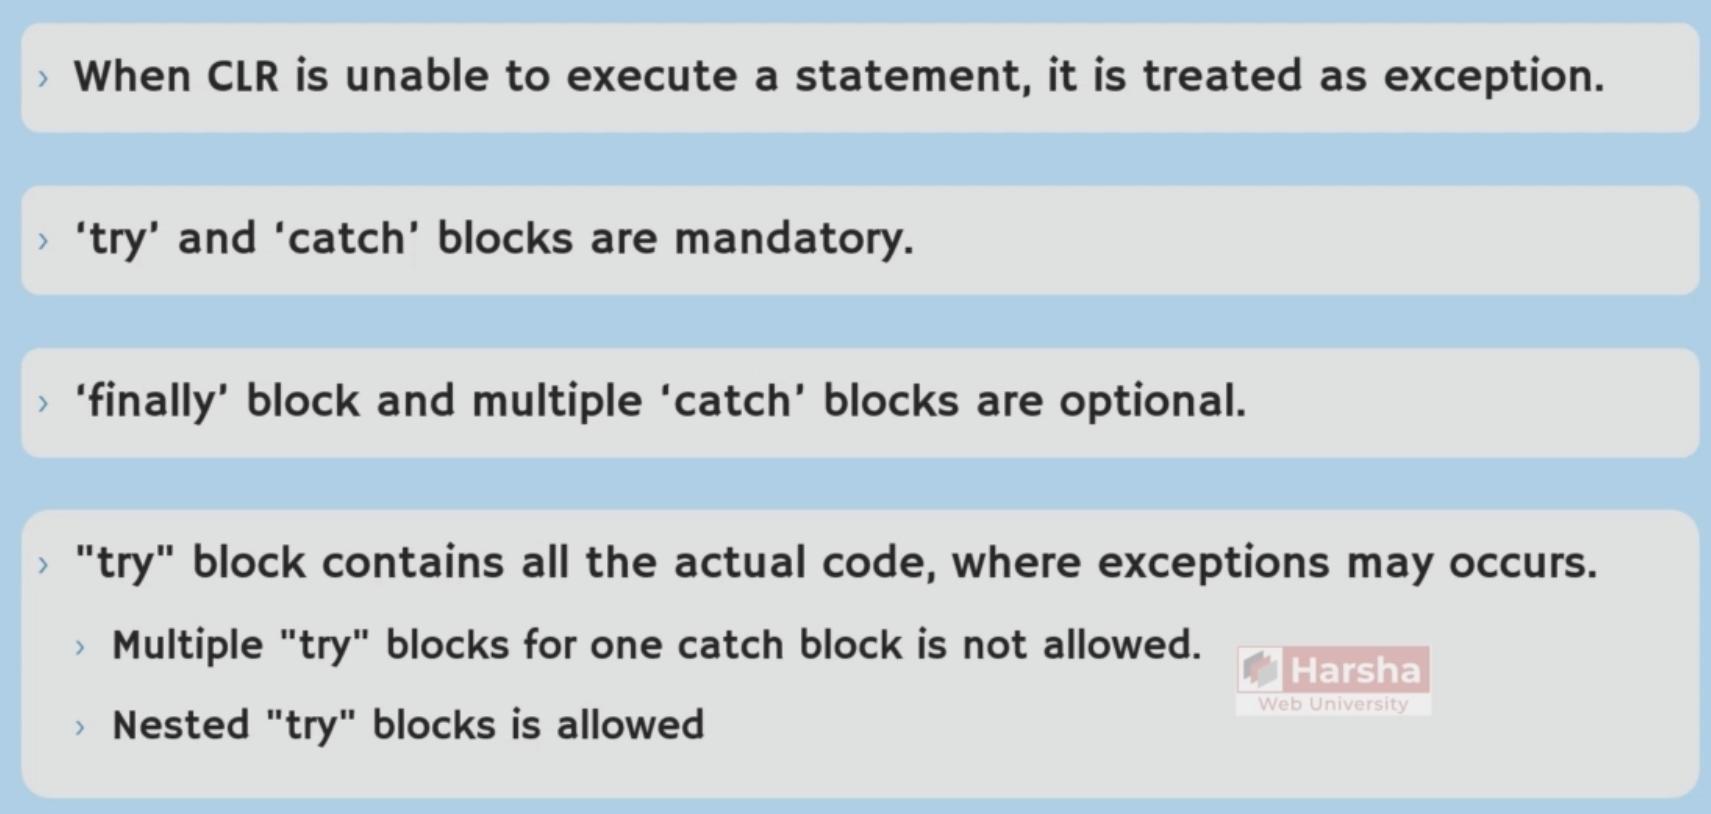 › When CLR is unable to execute a statement, it is treated as exception.
› ‘try’ and ‘catch’ blocks are mandatory.
› ‘finally’ block and multiple ‘catch’ blocks are optional.
› "try" block contains all the actual code, where exceptions may occurs.
› Multiple "try" blocks for one catch block is not allowed.
› Nested "try" blocks is allowed
Harsha
Web University